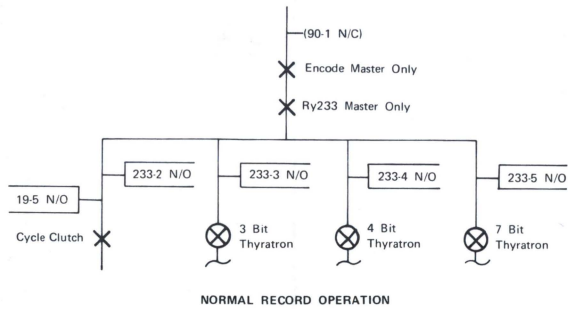 (90-1 N/C)
Encode Master Only
Ry233 Master Only
233-2 N/O
233-3 N/O
233-4 N/O
233-5 N/O
19-5 N/O
Cycle Clutch
3 Bit
Thyratron
4 Bit
Thyratron
7 Bit
Thyratron
NORMAL RECORD OPERATION